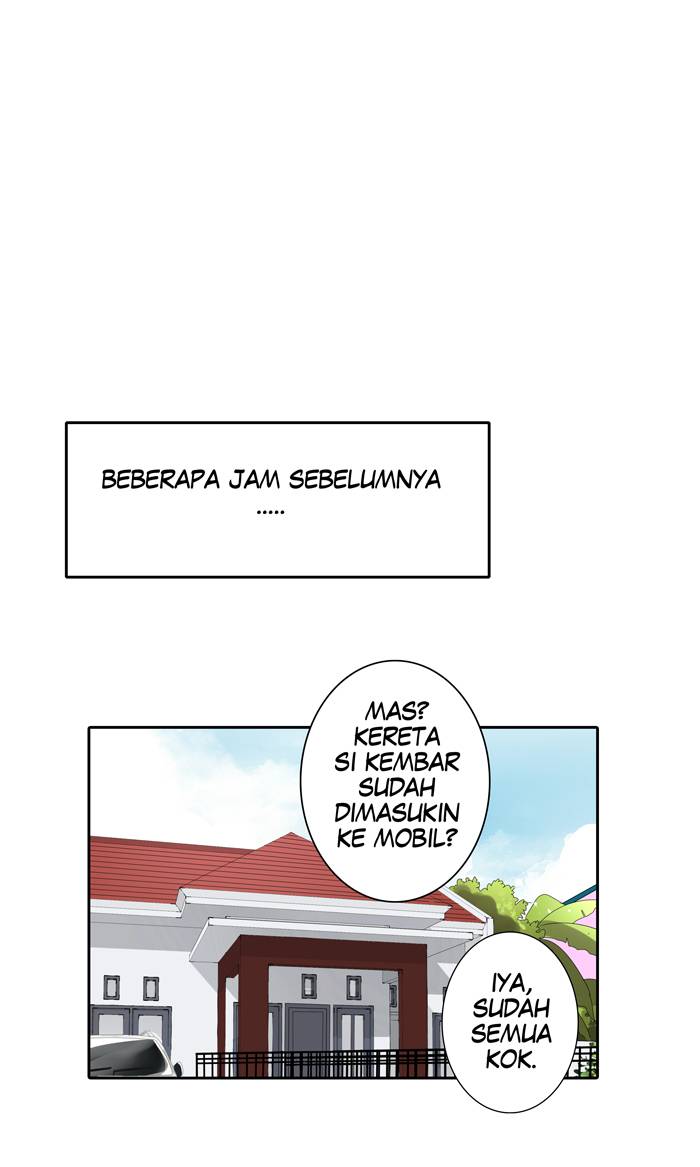 BEBERAPA JAM SEBELUMNYA
.....
MAS?
KERETA
SI KEMBAR
SUDAH
DIMASUKIN
KE MOBIL?
IYA,
SUDAH
SEMUA
KOK.